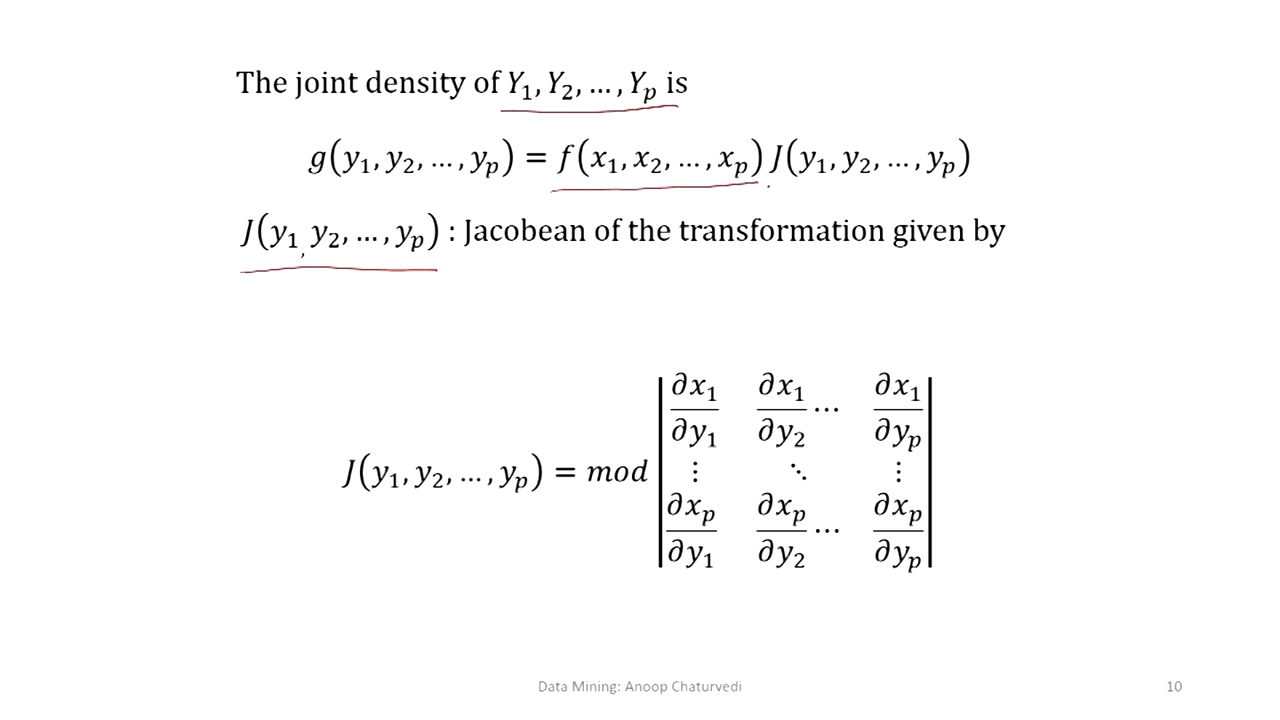 The joint density of Y₁, Y₂, … , Yₚ is
g(y₁, y₂, … , yₚ) = f(x₁, x₂, … , xₚ) J(y₁, y₂, … , yₚ)
J(y₁, y₂, … , yₚ) : Jacobean of the transformation given by
J(y₁, y₂, … , yₚ) = mod | ∂x₁/∂y₁ ∂x₁/∂y₂ ⋯ ∂x₁/∂yₚ |
⋮ ⋱ ⋮
| ∂xₚ/∂y₁ ∂xₚ/∂y₂ ⋯ ∂xₚ/∂yₚ |
Data Mining: Anoop Chaturvedi
10